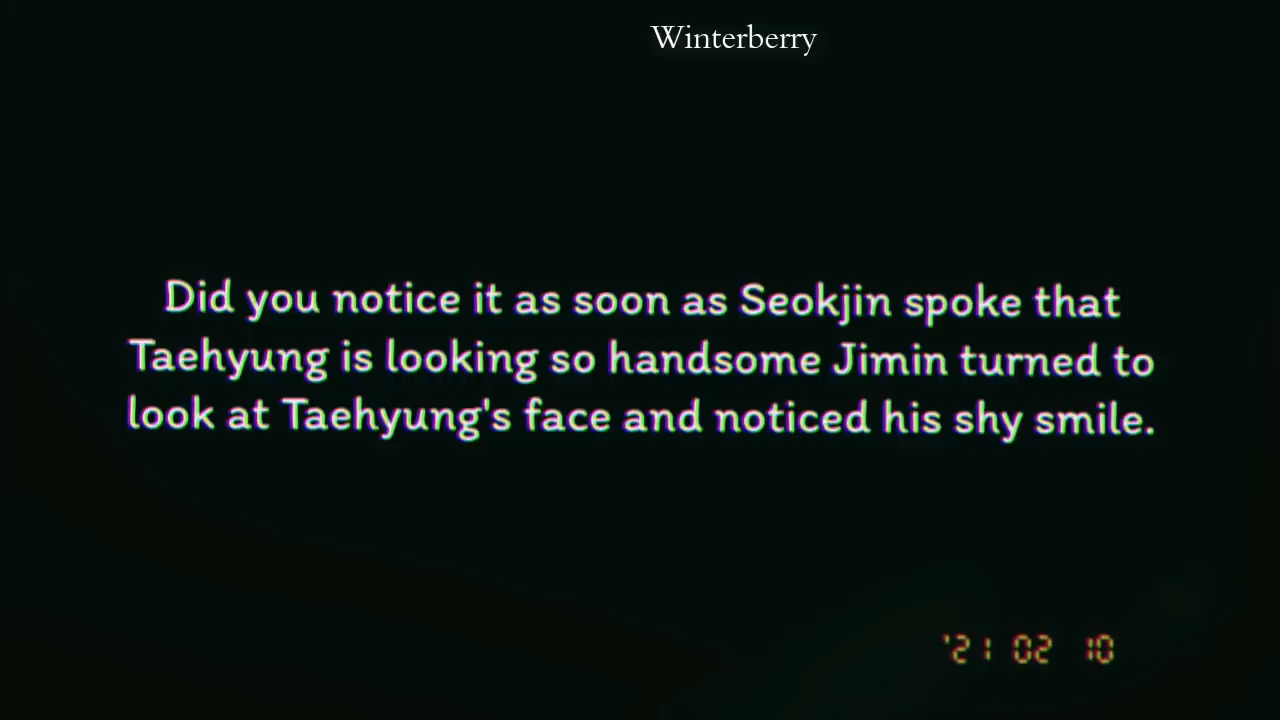 Winterberry
Did you notice it as soon as Seokjin spoke that
Taehyung is looking so handsome Jimin turned to
look at Taehyung's face and noticed his shy smile.
'21 02 10